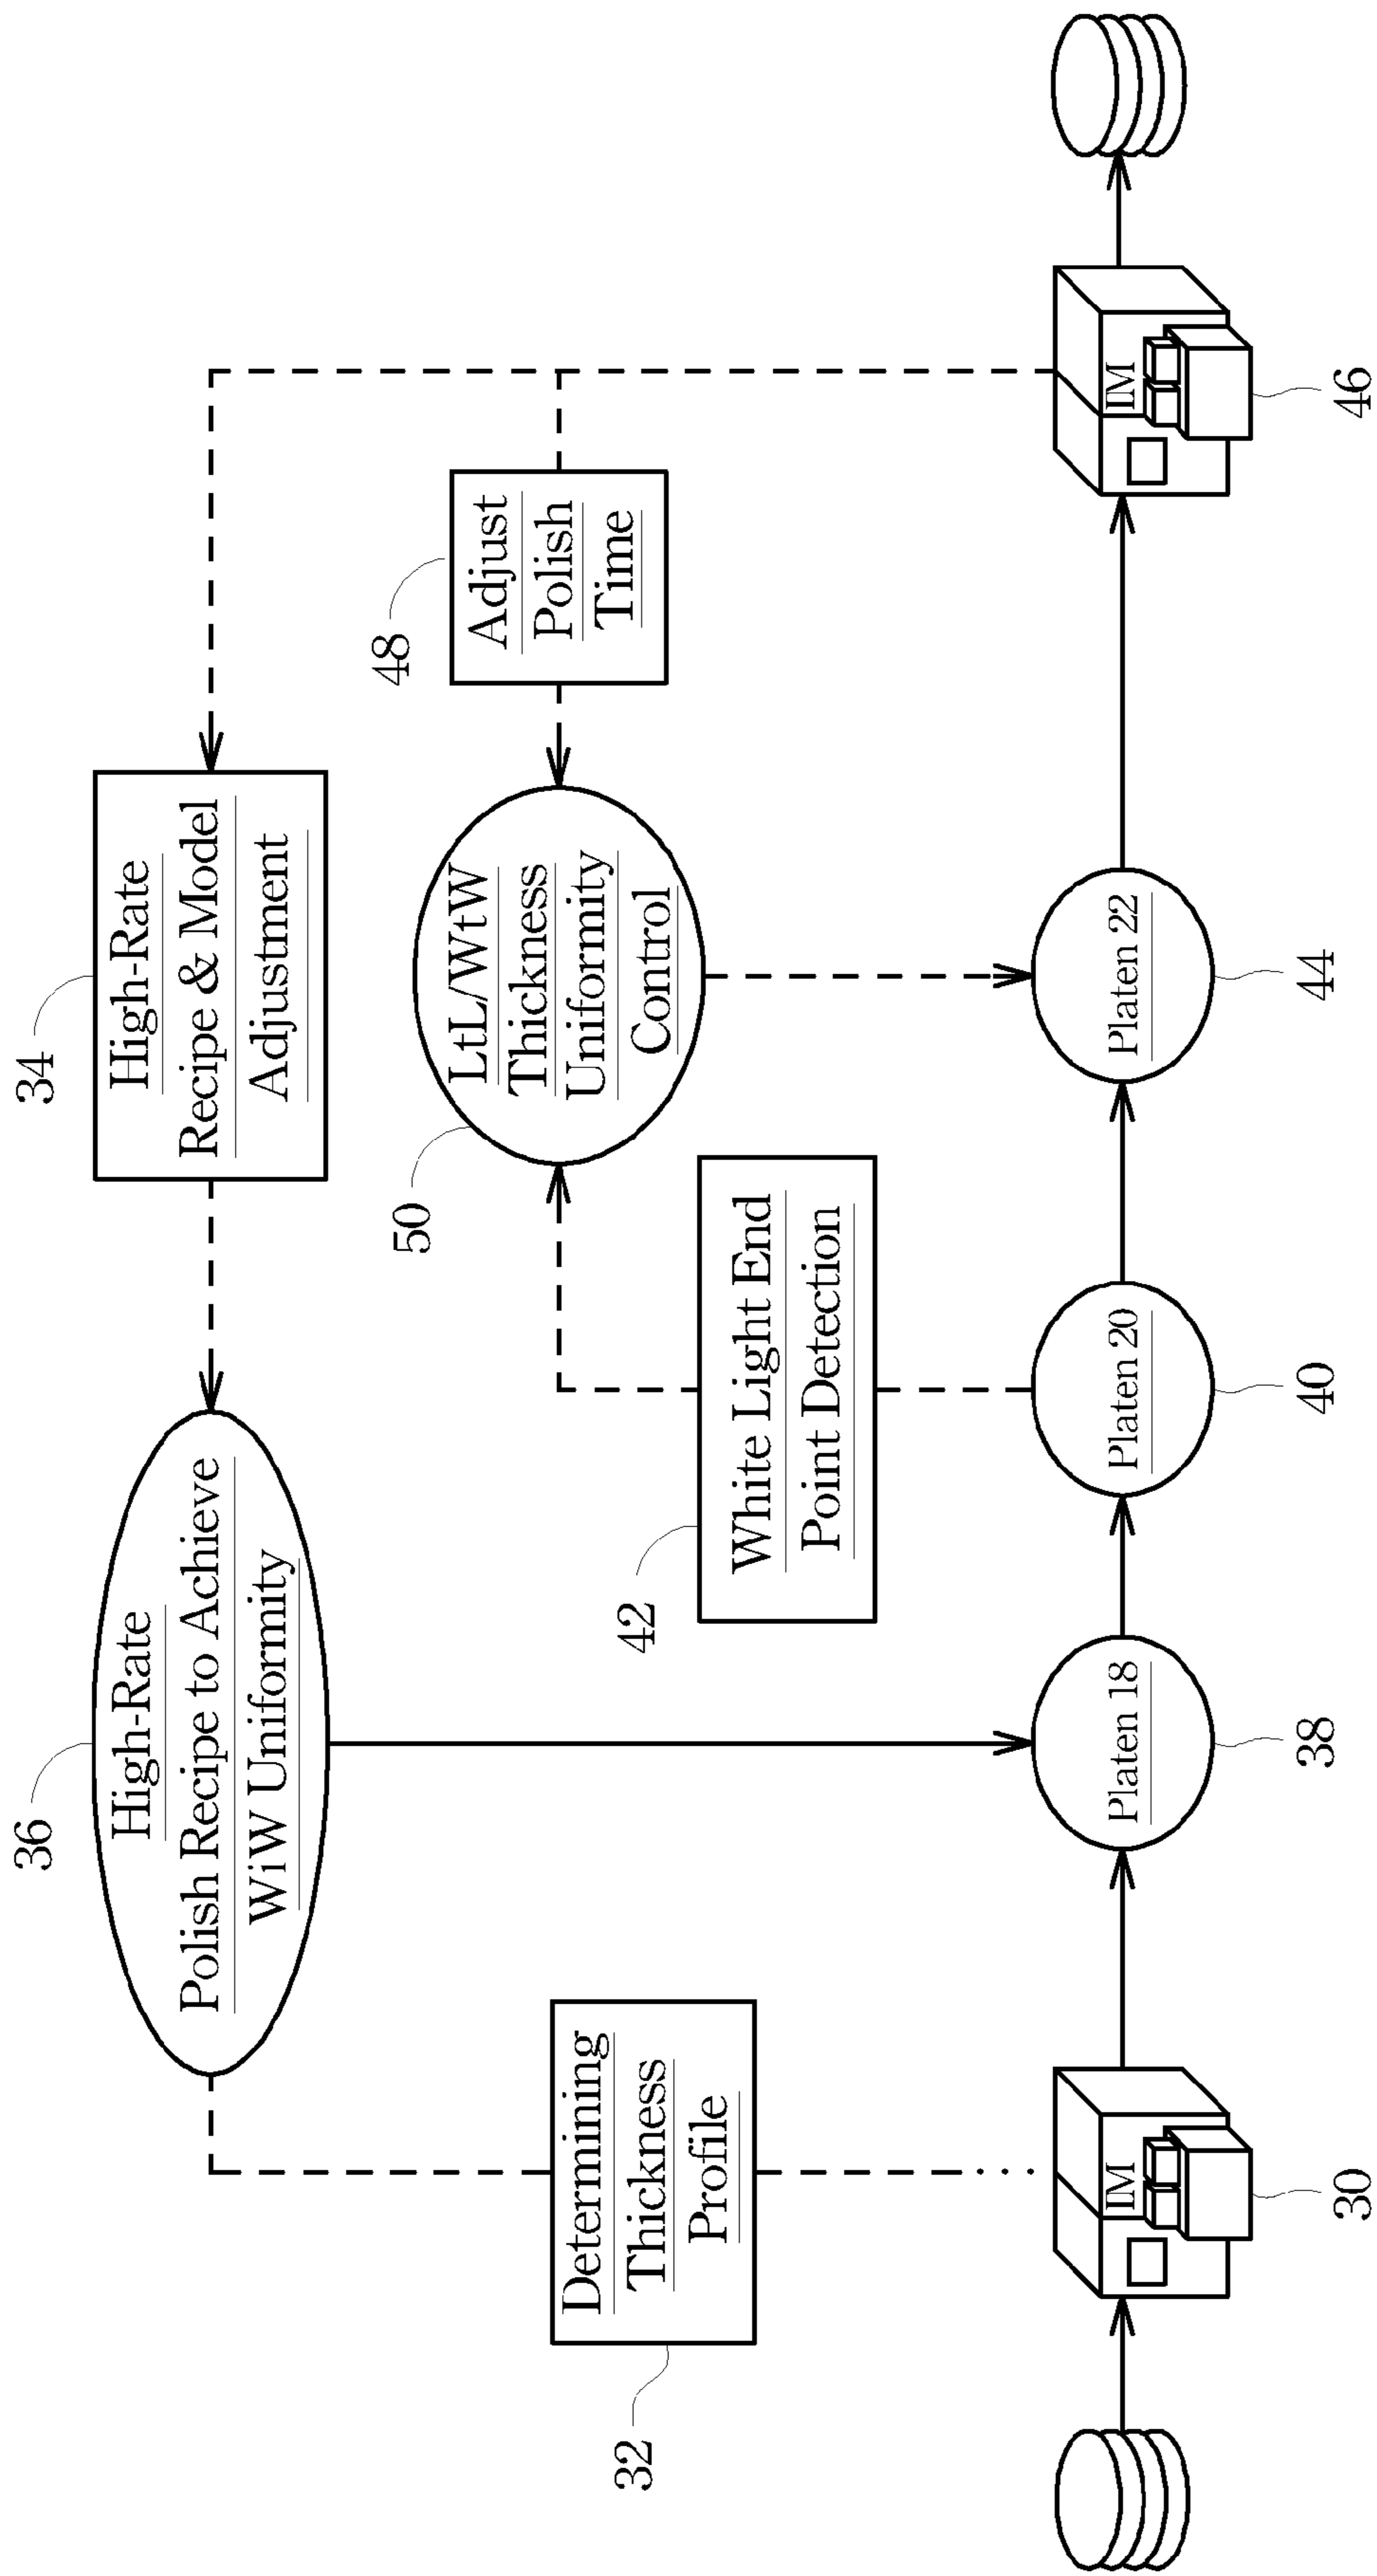 36
High-Rate
Polish Recipe to Achieve
WiW Uniformity
34
High-Rate
Recipe & Model
Adjustment
32
Determining
Thickness
Profile
50
LtL/WtW
Thickness
Uniformity
Control
48
Adjust
Polish
Time
42
White Light End
Point Detection
IM
30
Platen 18
38
Platen 20
40
Platen 22
44
IM
46